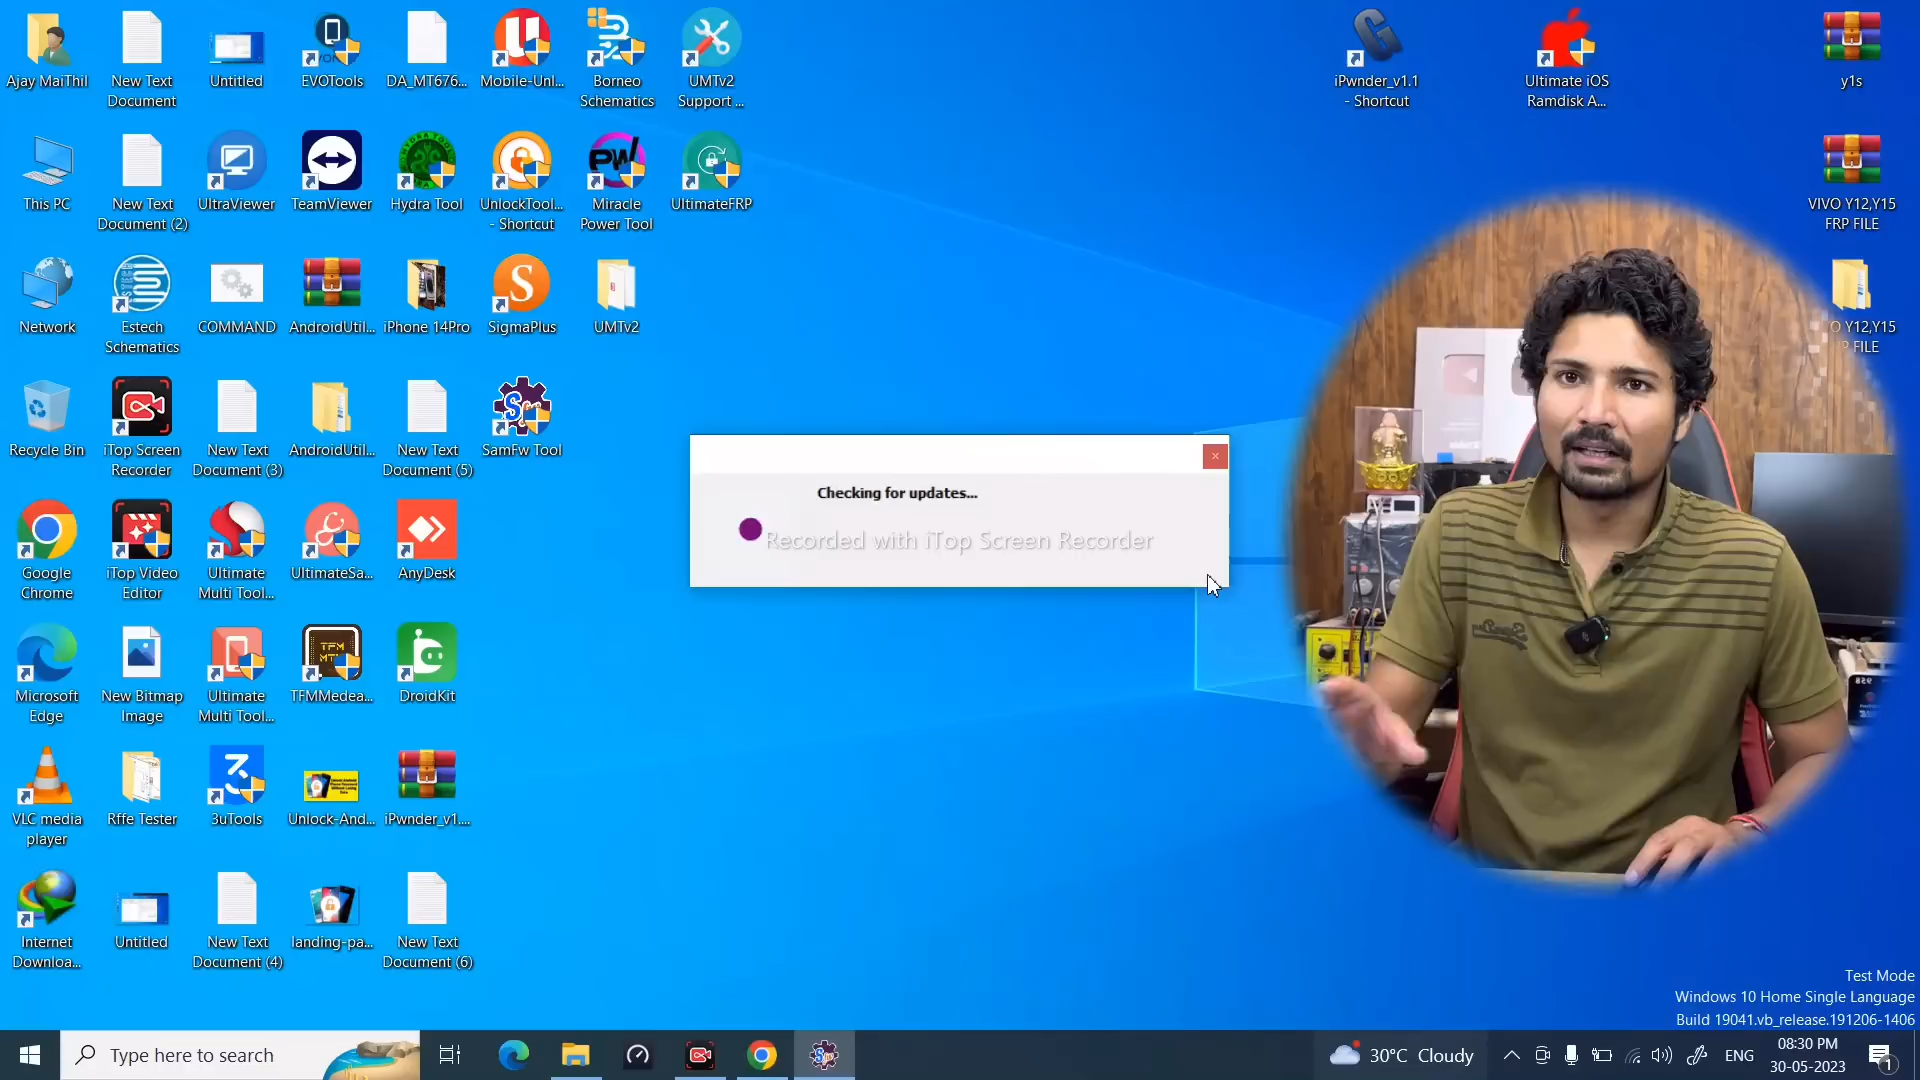 Ajay MaiThil
New Text
Document
Untitled
EVOTools
DA_MT676...
Mobile-Unl...
Borneo
Schematics
UMTv2
Support ...
iPwnder_v1.1
- Shortcut
Ultimate iOS
Ramdisk A...
y1s
This PC
New Text
Document (2)
UltraViewer
TeamViewer
Hydra Tool
UnlockTool...
- Shortcut
Miracle
Power Tool
UltimateFRP
VIVO Y12,Y15
FRP FILE
Network
Estech
Schematics
COMMAND
AndroidUtil...
iPhone 14Pro
SigmaPlus
UMTv2
O Y12,Y15
P FILE
Recycle Bin
iTop Screen
Recorder
New Text
Document (3)
AndroidUtil...
New Text
Document (5)
SamFw Tool
Checking for updates...
Recorded with iTop Screen Recorder
Google
Chrome
iTop Video
Editor
Ultimate
Multi Tool...
UltimateSa...
AnyDesk
Microsoft
Edge
New Bitmap
Image
Ultimate
Multi Tool...
TFM
TFMMedea...
DroidKit
VLC media
player
Rffe Tester
3uTools
Unlock-And...
iPwnder_v1....
Internet
Downloa...
Untitled
New Text
Document (4)
landing-pa...
New Text
Document (6)
Test Mode
Windows 10 Home Single Language
Build 19041.vb_release.191206-1406
Type here to search
30°C Cloudy
ENG
08:30 PM
30-05-2023
1